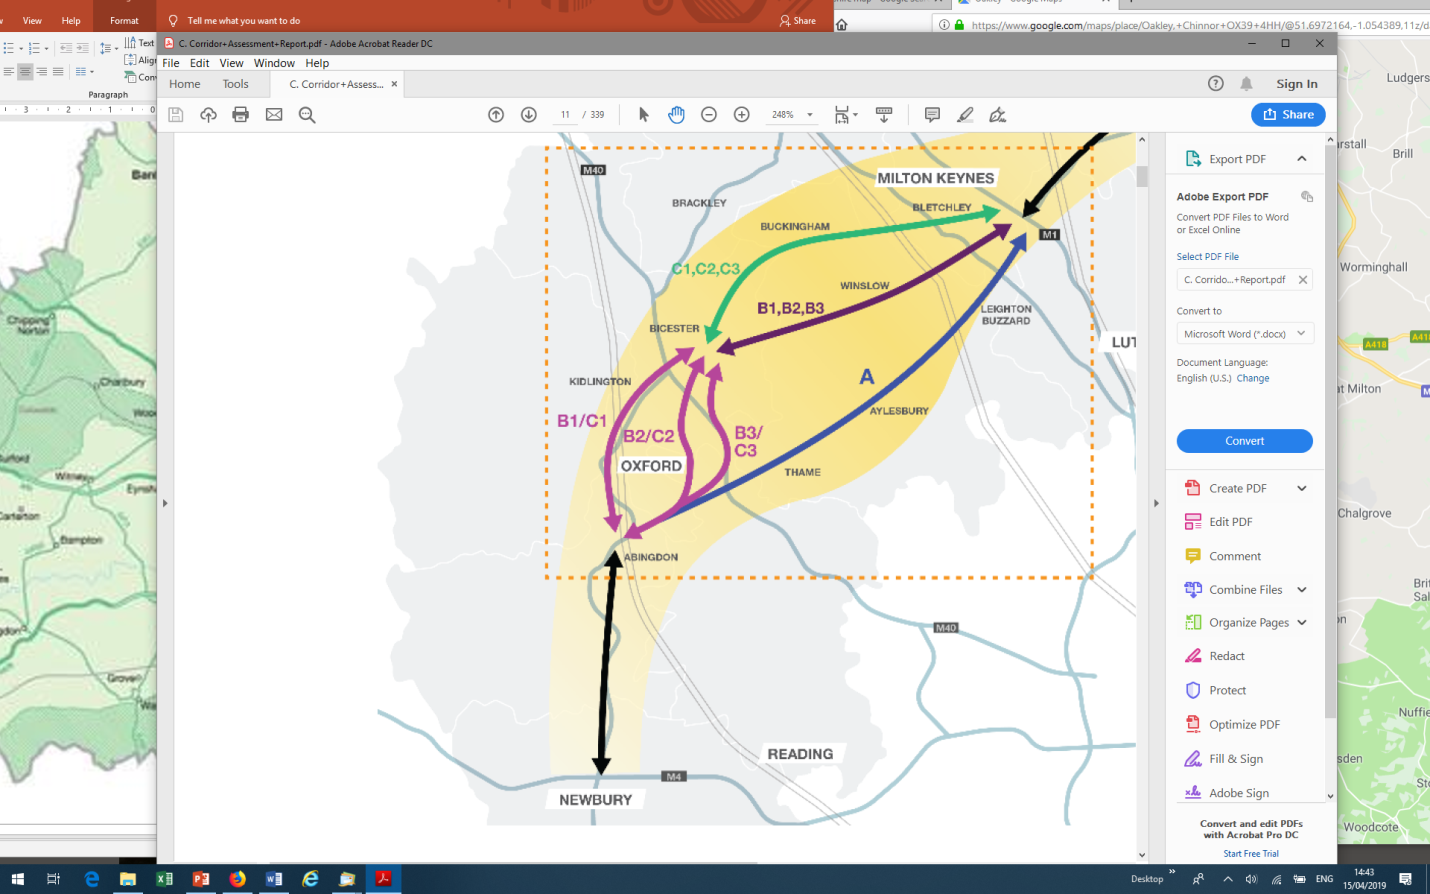 View
Help
Format
Tell me what you want to do
Share
Text
Paragraph
3 2 1 0
https://www.google.com/maps/place/Oakley,+Chinnor+OX39+4HH/@51.6972164,-1.054389,11z/d
C. Corridor+Assessment+Report.pdf - Adobe Acrobat Reader DC
File Edit View Window Help
Home
Tools
C. Corridor+Assess...
Sign In
11 / 339
248%
Share
M40
MILTON KEYNES
BRACKLEY
BLETCHLEY
BUCKINGHAM
M1
C1,C2,C3
WINSLOW
B1,B2,B3
LEIGHTON
BUZZARD
BICESTER
LUT
KIDLINGTON
A
AYLESBURY
B1/C1
B2/C2
B3/
C3
OXFORD
THAME
ABINGDON
M40
READING
M4
NEWBURY
Export PDF
Adobe Export PDF
Convert PDF Files to Word
or Excel Online
Select PDF File
C. Corrido...+Report.pdf
Convert to
Microsoft Word (*.docx)
Document Language:
English (U.S.) Change
Convert
Create PDF
Edit PDF
Comment
Combine Files
Organize Pages
Redact
Protect
Optimize PDF
Fill & Sign
Adobe Sign
Convert and edit PDFs
with Acrobat Pro DC
Start Free Trial
Chipping
Norton
Charlbury
Witney
Eynsh
Carterton
Bampton
Grove
Ludgers
Brill
Worminghall
A418
Chalgrove
Woodcote
Desktop
ENG
14:43
15/04/2019